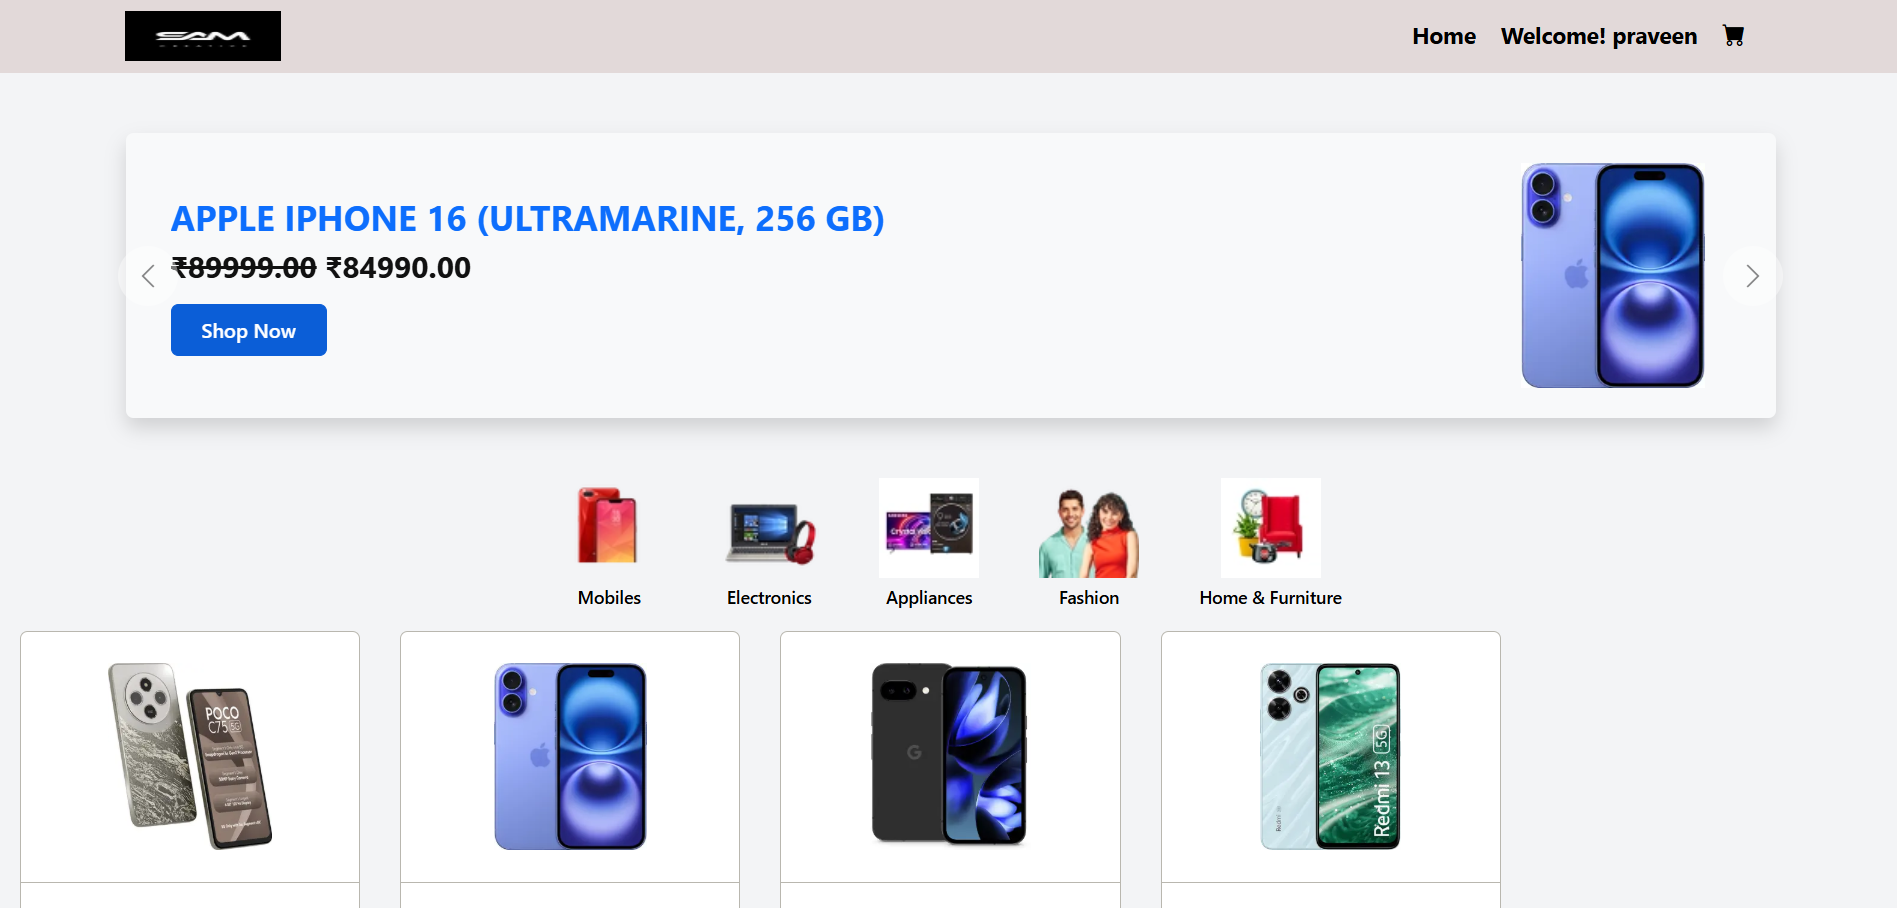 SAM
Home Welcome! praveen
APPLE IPHONE 16 (ULTRAMARINE, 256 GB)
₹89999.00 ₹84990.00
Shop Now
Mobiles Electronics Appliances Fashion Home & Furniture
POCO
C75 5G
Redmi 13 5G